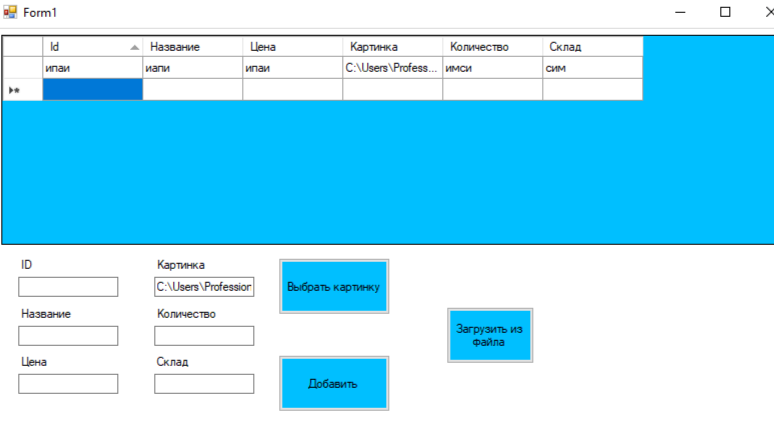 Form1
Id Название Цена Картинка Количество Склад
ипаи иапи ипаи C:\Users\Profess... имси сим
ID Картинка
C:\Users\Profession Выбрать картинку
Название Количество
Загрузить из
файла
Цена Склад
Добавить